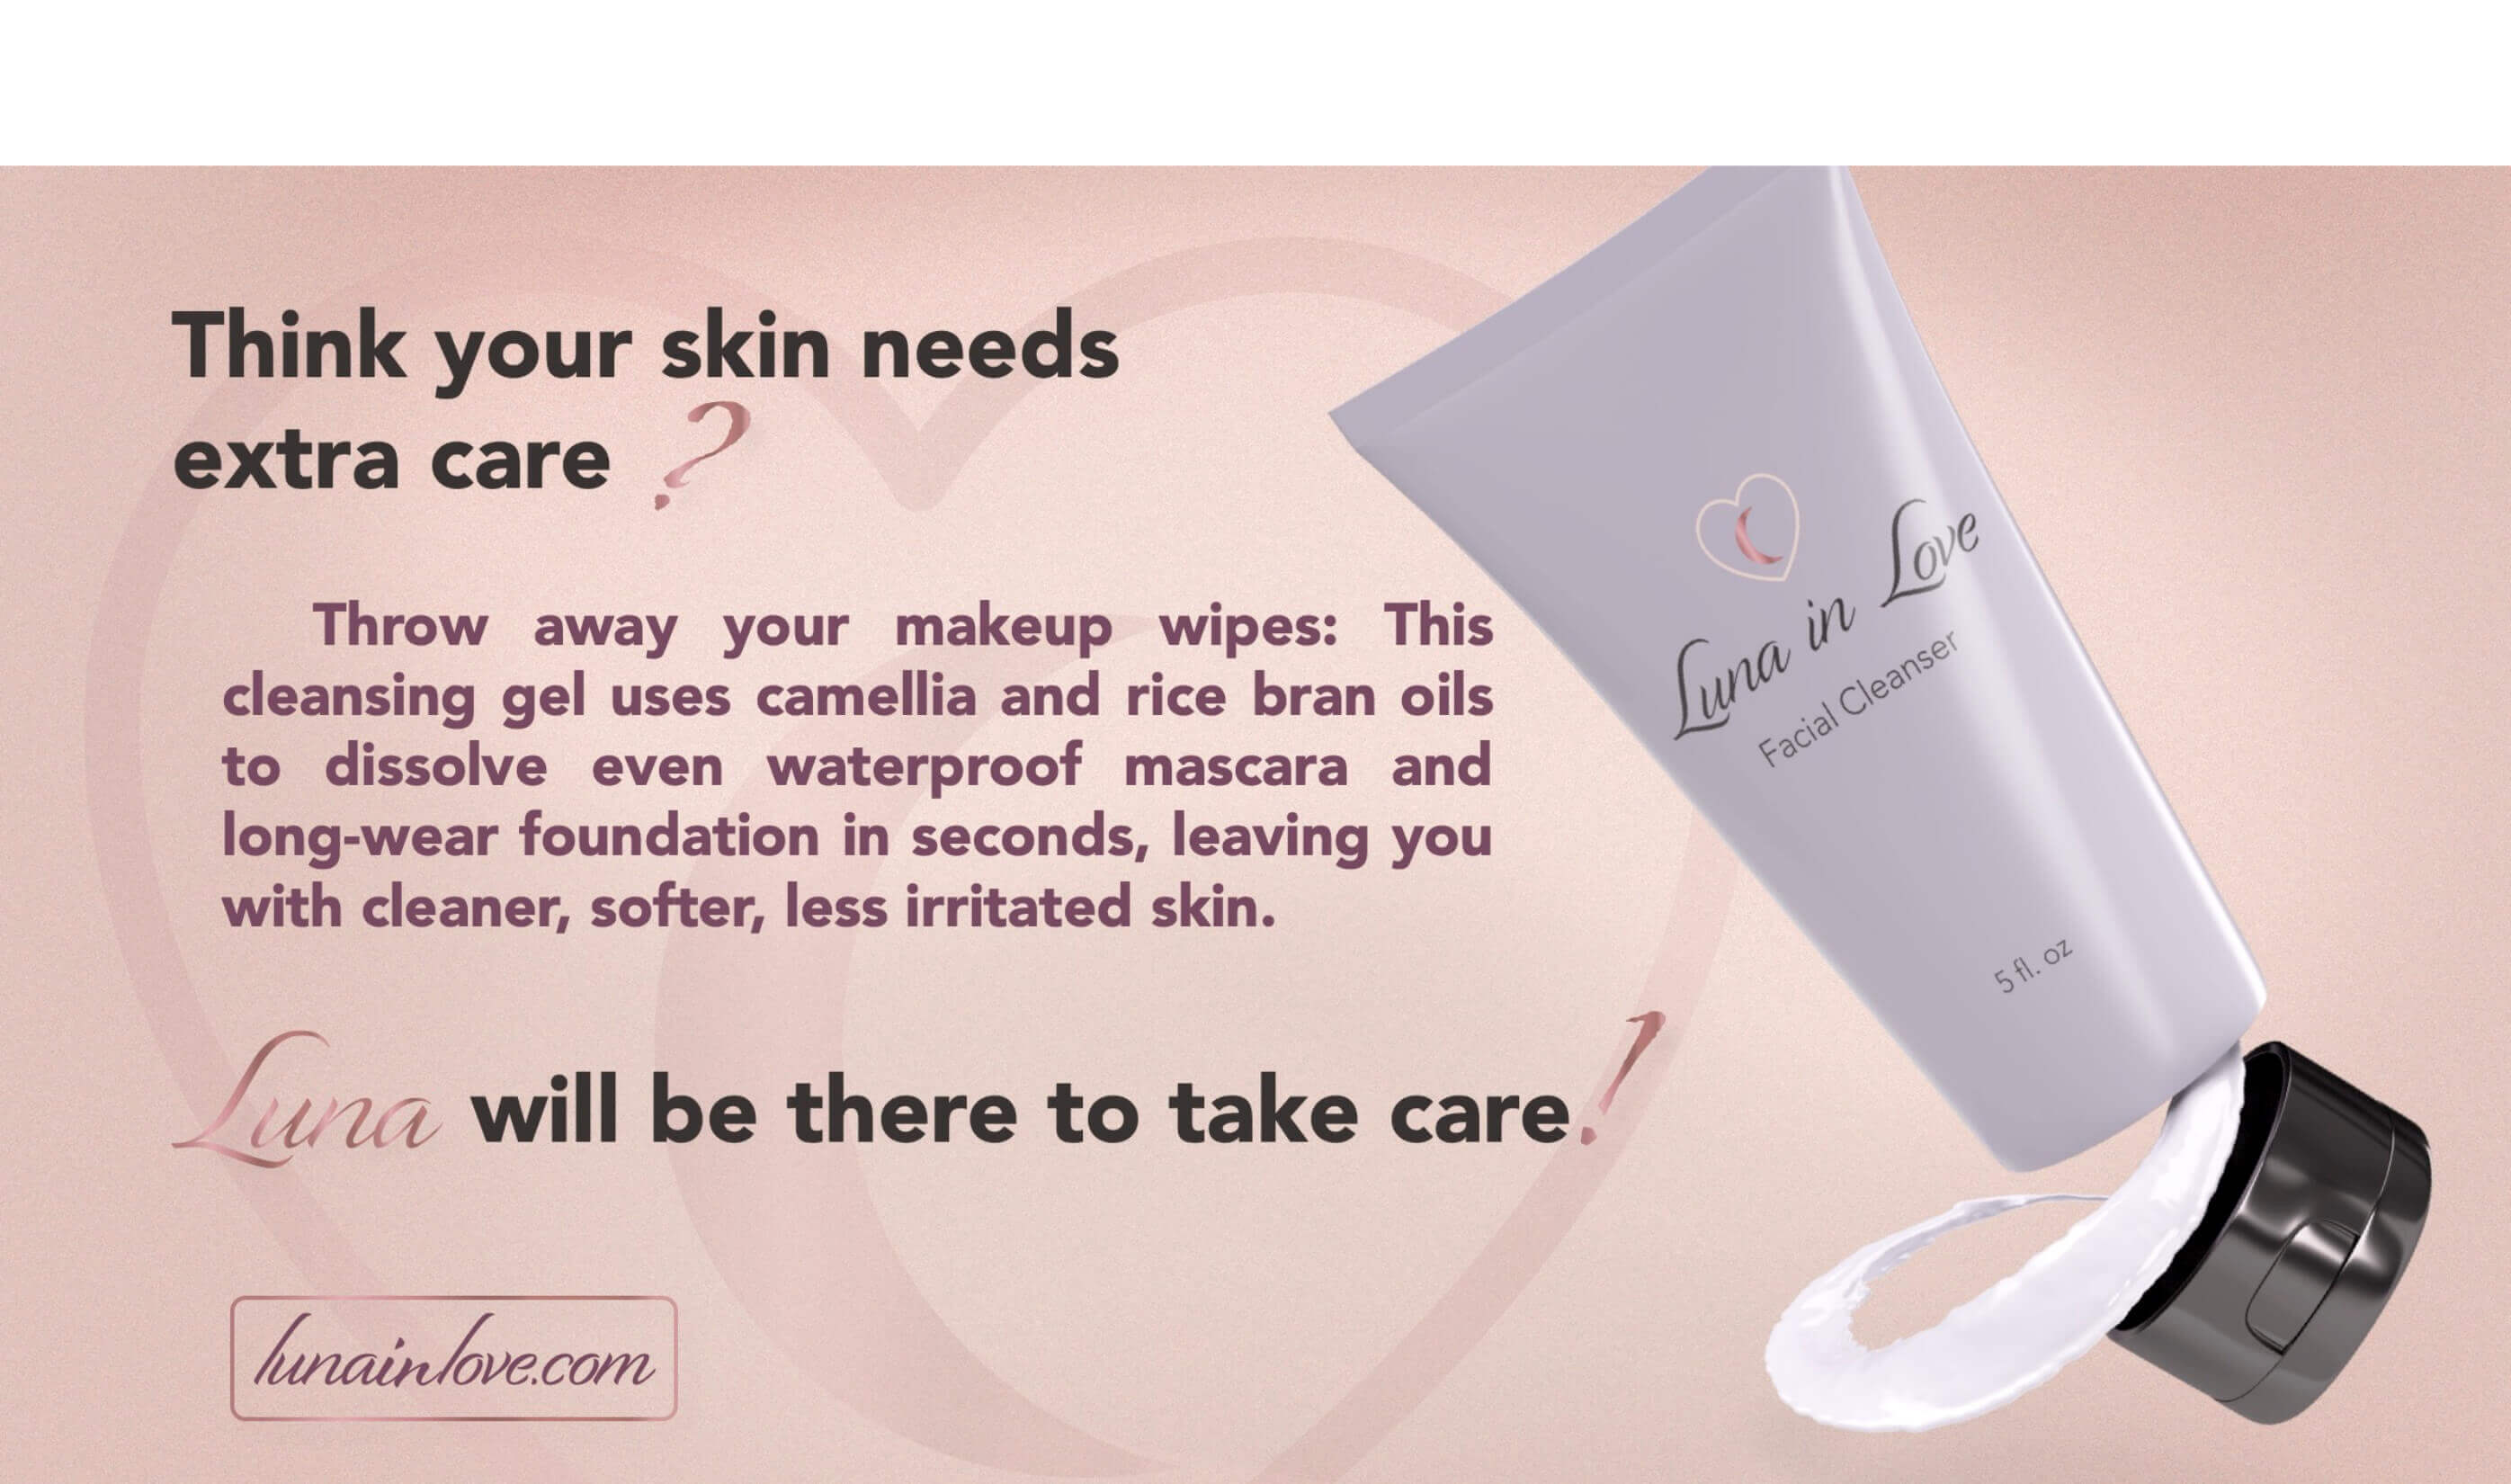 Think your skin needs
extra care ?
Throw away your makeup wipes: This
cleansing gel uses camellia and rice bran oils
to dissolve even waterproof mascara and
long-wear foundation in seconds, leaving you
with cleaner, softer, less irritated skin.
Luna will be there to take care!
lunainlove.com
Luna in Love
Facial Cleanser
5 fl. oz